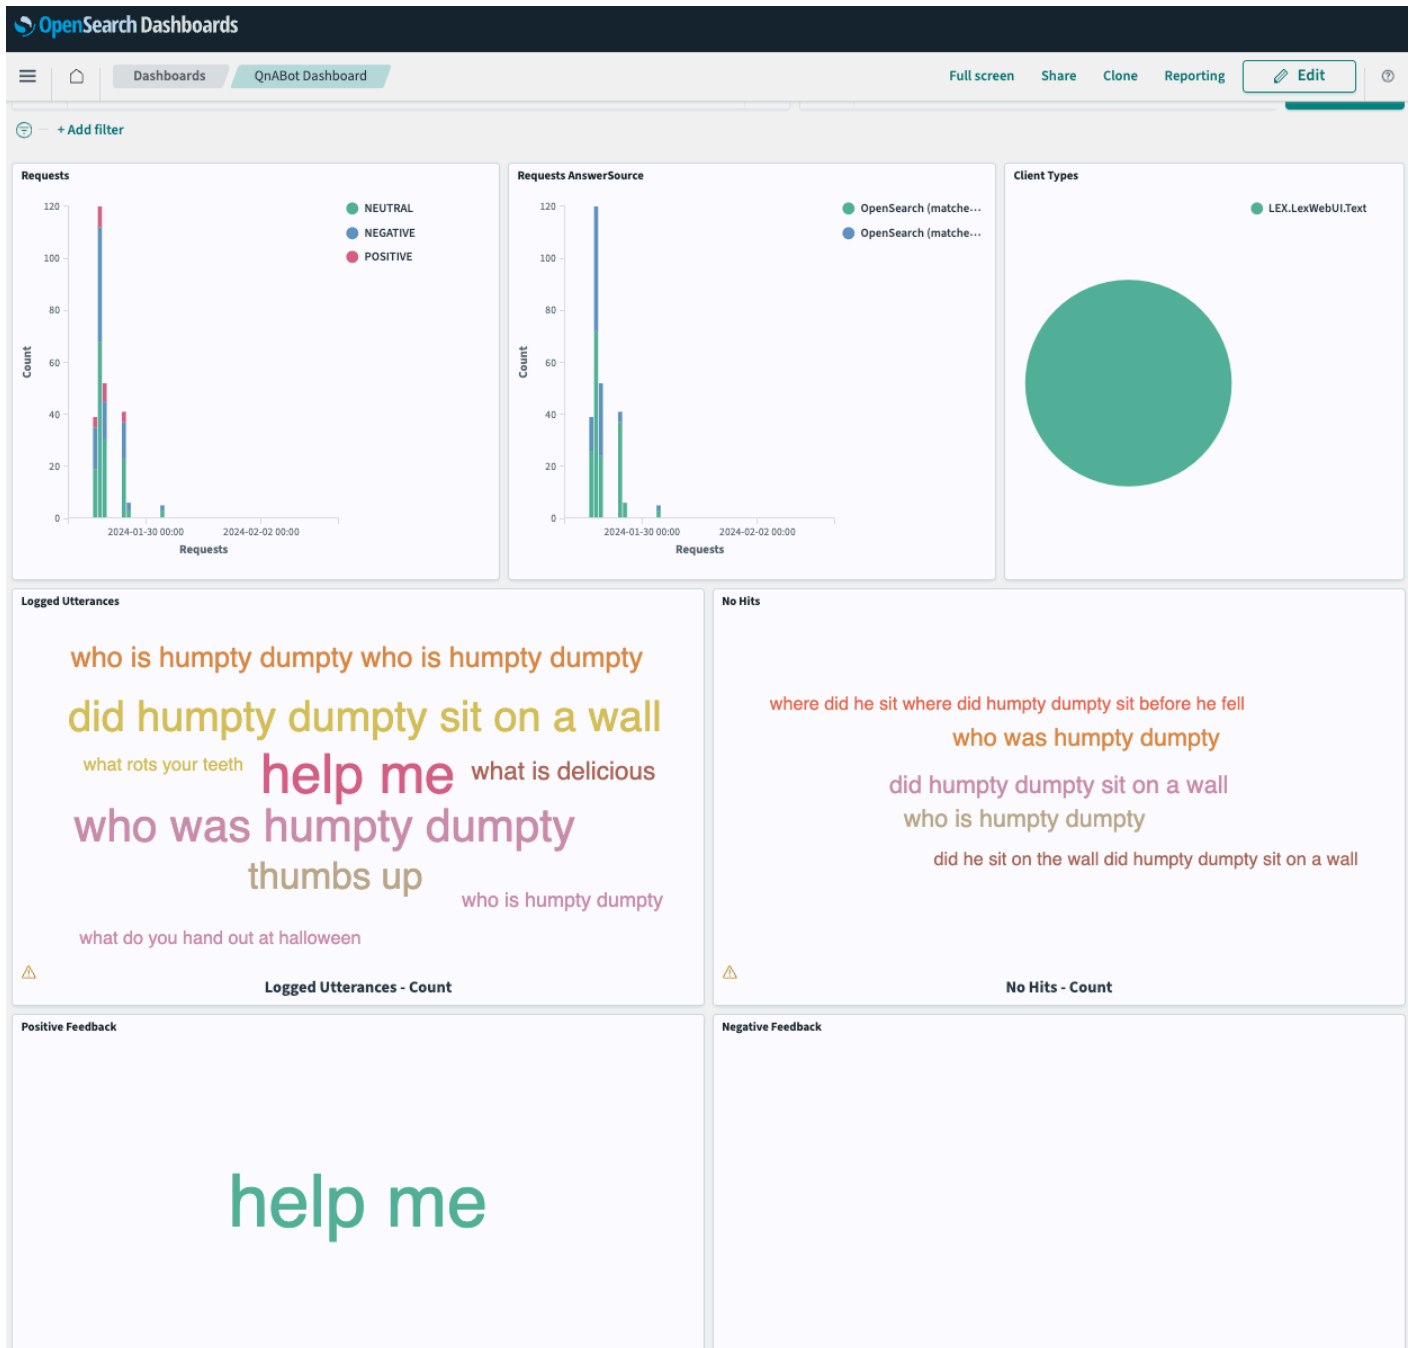 OpenSearch Dashboards
Dashboards QnABot Dashboard Full screen Share Clone Reporting Edit
+ Add filter
Requests
120
100
80
60
40
20
0
Count
2024-01-30 00:00 2024-02-02 00:00
Requests
NEUTRAL
NEGATIVE
POSITIVE
Requests AnswerSource
120
100
80
60
40
20
0
Count
2024-01-30 00:00 2024-02-02 00:00
Requests
OpenSearch (matche...
OpenSearch (matche...
Client Types
LEX.LexWebUI.Text
Logged Utterances
who is humpty dumpty who is humpty dumpty
did humpty dumpty sit on a wall
what rots your teeth
help me
what is delicious
who was humpty dumpty
thumbs up
who is humpty dumpty
what do you hand out at halloween
Logged Utterances - Count
No Hits
where did he sit where did humpty dumpty sit before he fell
who was humpty dumpty
did humpty dumpty sit on a wall
who is humpty dumpty
did he sit on the wall did humpty dumpty sit on a wall
No Hits - Count
Positive Feedback
help me
Negative Feedback